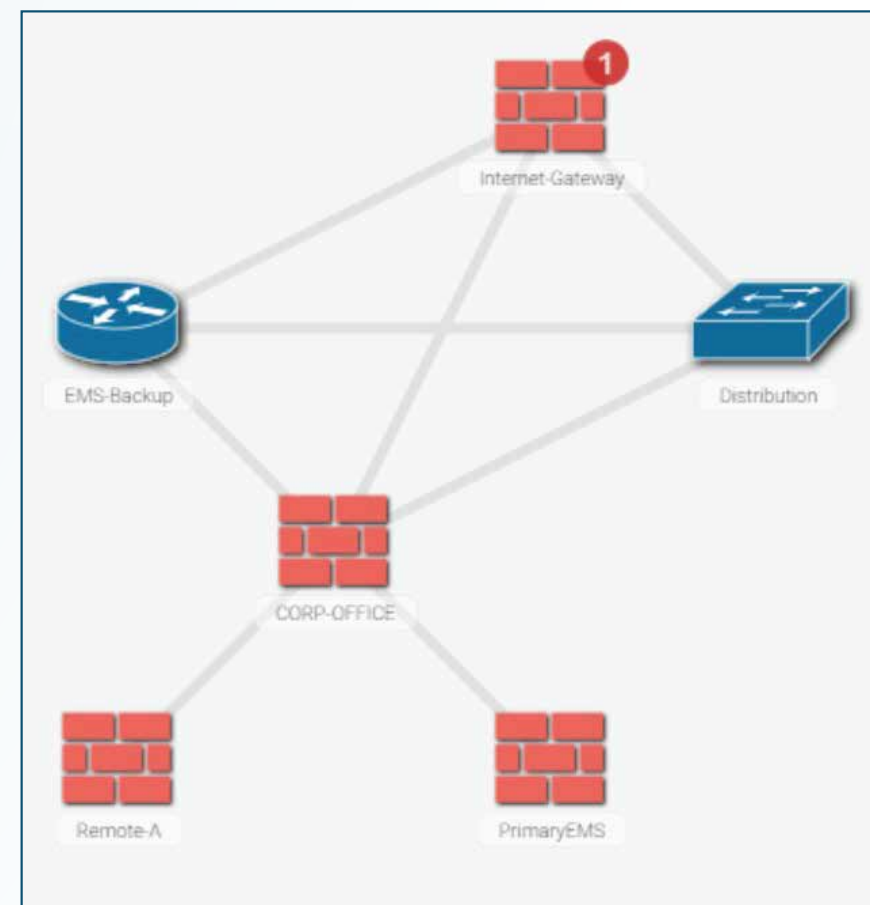 1
Internet-Gateway
EMS-Backup
Distribution
CORP-OFFICE
Remote-A
PrimaryEMS